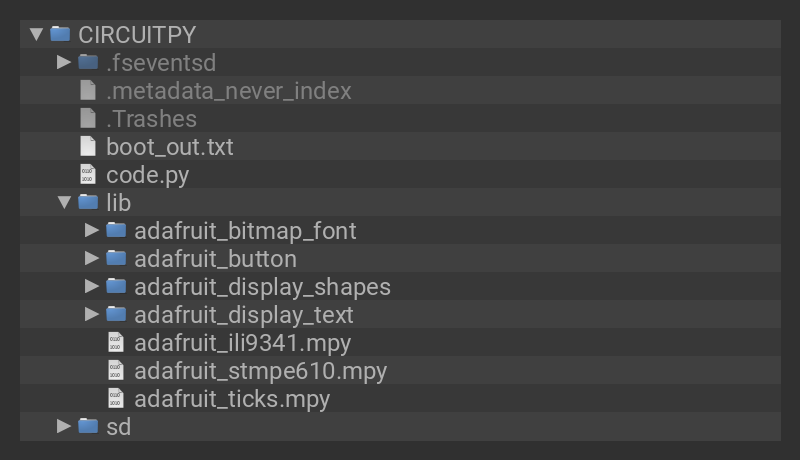 CIRCUITPY
.fseventsd
.metadata_never_index
.Trashes
boot_out.txt
code.py
lib
adafruit_bitmap_font
adafruit_button
adafruit_display_shapes
adafruit_display_text
adafruit_ili9341.mpy
adafruit_stmpe610.mpy
adafruit_ticks.mpy
sd